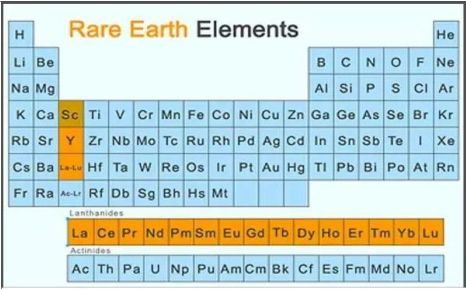 Rare Earth Elements
H He
Li Be B C N O F Ne
Na Mg Al Si P S Cl Ar
K Ca Sc Ti V Cr Mn Fe Co Ni Cu Zn Ga Ge As Se Br Kr
Rb Sr Y Zr Nb Mo Tc Ru Rh Pd Ag Cd In Sn Sb Te I Xe
Cs Ba La-Lu Hf Ta W Re Os Ir Pt Au Hg Tl Pb Bi Po At Rn
Fr Ra Ac-Lr Rf Db Sg Bh Hs Mt
Lanthanides
La Ce Pr Nd Pm Sm Eu Gd Tb Dy Ho Er Tm Yb Lu
Actinides
Ac Th Pa U Np Pu Am Cm Bk Cf Es Fm Md No Lr